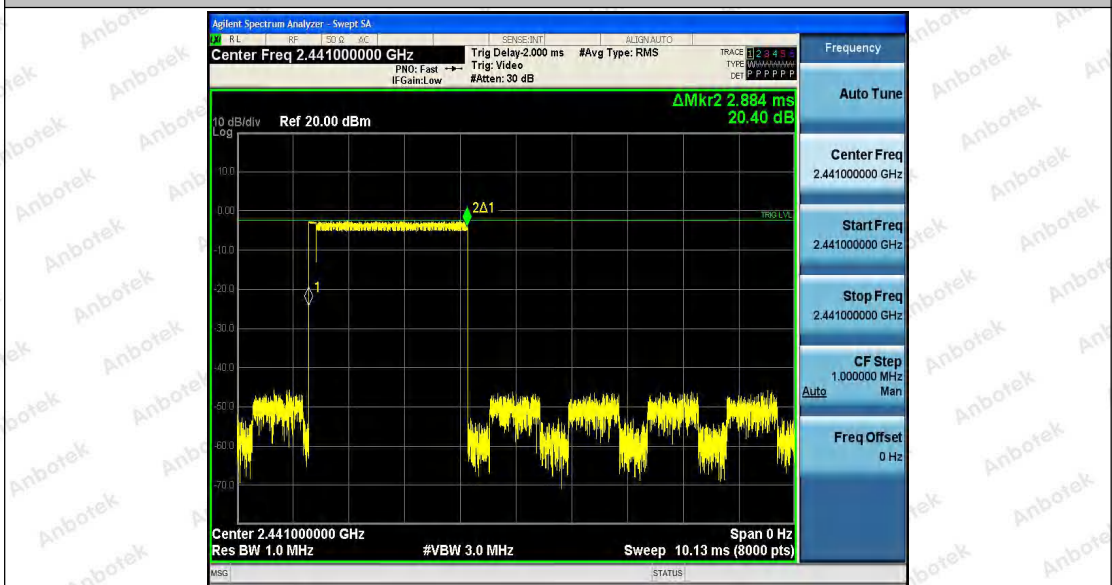 Agilent Spectrum Analyzer - Swept SA
RL RF 50 Ω AC SENSE:INT ALIGN AUTO
Center Freq 2.441000000 GHz
PNO: Fast
IFGain:Low
Trig Delay-2.000 ms
Trig: Video
#Atten: 30 dB
#Avg Type: RMS
TRACE 1 2 3 4 5 6
TYPE
DET P P P P P P
ΔMkr2 2.884 ms
20.40 dB
10 dB/div Ref 20.00 dBm
Log
10.0
0.00
-10.0
-20.0
-30.0
-40.0
-50.0
-60.0
-70.0
2Δ1
TRIG LVL
1
Center 2.441000000 GHz Span 0 Hz
Res BW 1.0 MHz #VBW 3.0 MHz Sweep 10.13 ms (8000 pts)
MSG STATUS
Frequency
Auto Tune
Center Freq
2.441000000 GHz
Start Freq
2.441000000 GHz
Stop Freq
2.441000000 GHz
CF Step
1.000000 MHz
Auto Man
Freq Offset
0 Hz
Anbotek